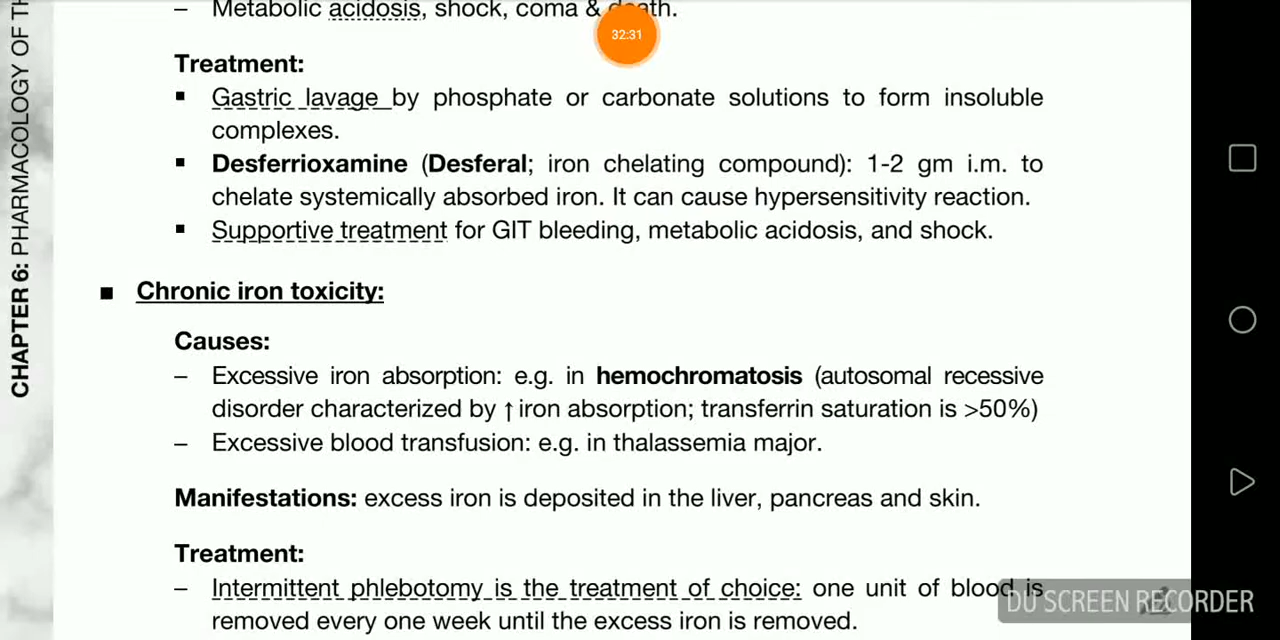 – Metabolic acidosis, shock, coma & death.
32:31
Treatment:
▪ Gastric lavage by phosphate or carbonate solutions to form insoluble
complexes.
▪ Desferrioxamine (Desferal; iron chelating compound): 1-2 gm i.m. to
chelate systemically absorbed iron. It can cause hypersensitivity reaction.
▪ Supportive treatment for GIT bleeding, metabolic acidosis, and shock.
■ Chronic iron toxicity:
Causes:
– Excessive iron absorption: e.g. in hemochromatosis (autosomal recessive
disorder characterized by ↑ iron absorption; transferrin saturation is >50%)
– Excessive blood transfusion: e.g. in thalassemia major.
Manifestations: excess iron is deposited in the liver, pancreas and skin.
Treatment:
– Intermittent phlebotomy is the treatment of choice: one unit of blood is
removed every one week until the excess iron is removed.
CHAPTER 6: PHARMACOLOGY OF TH
DU SCREEN RECORDER